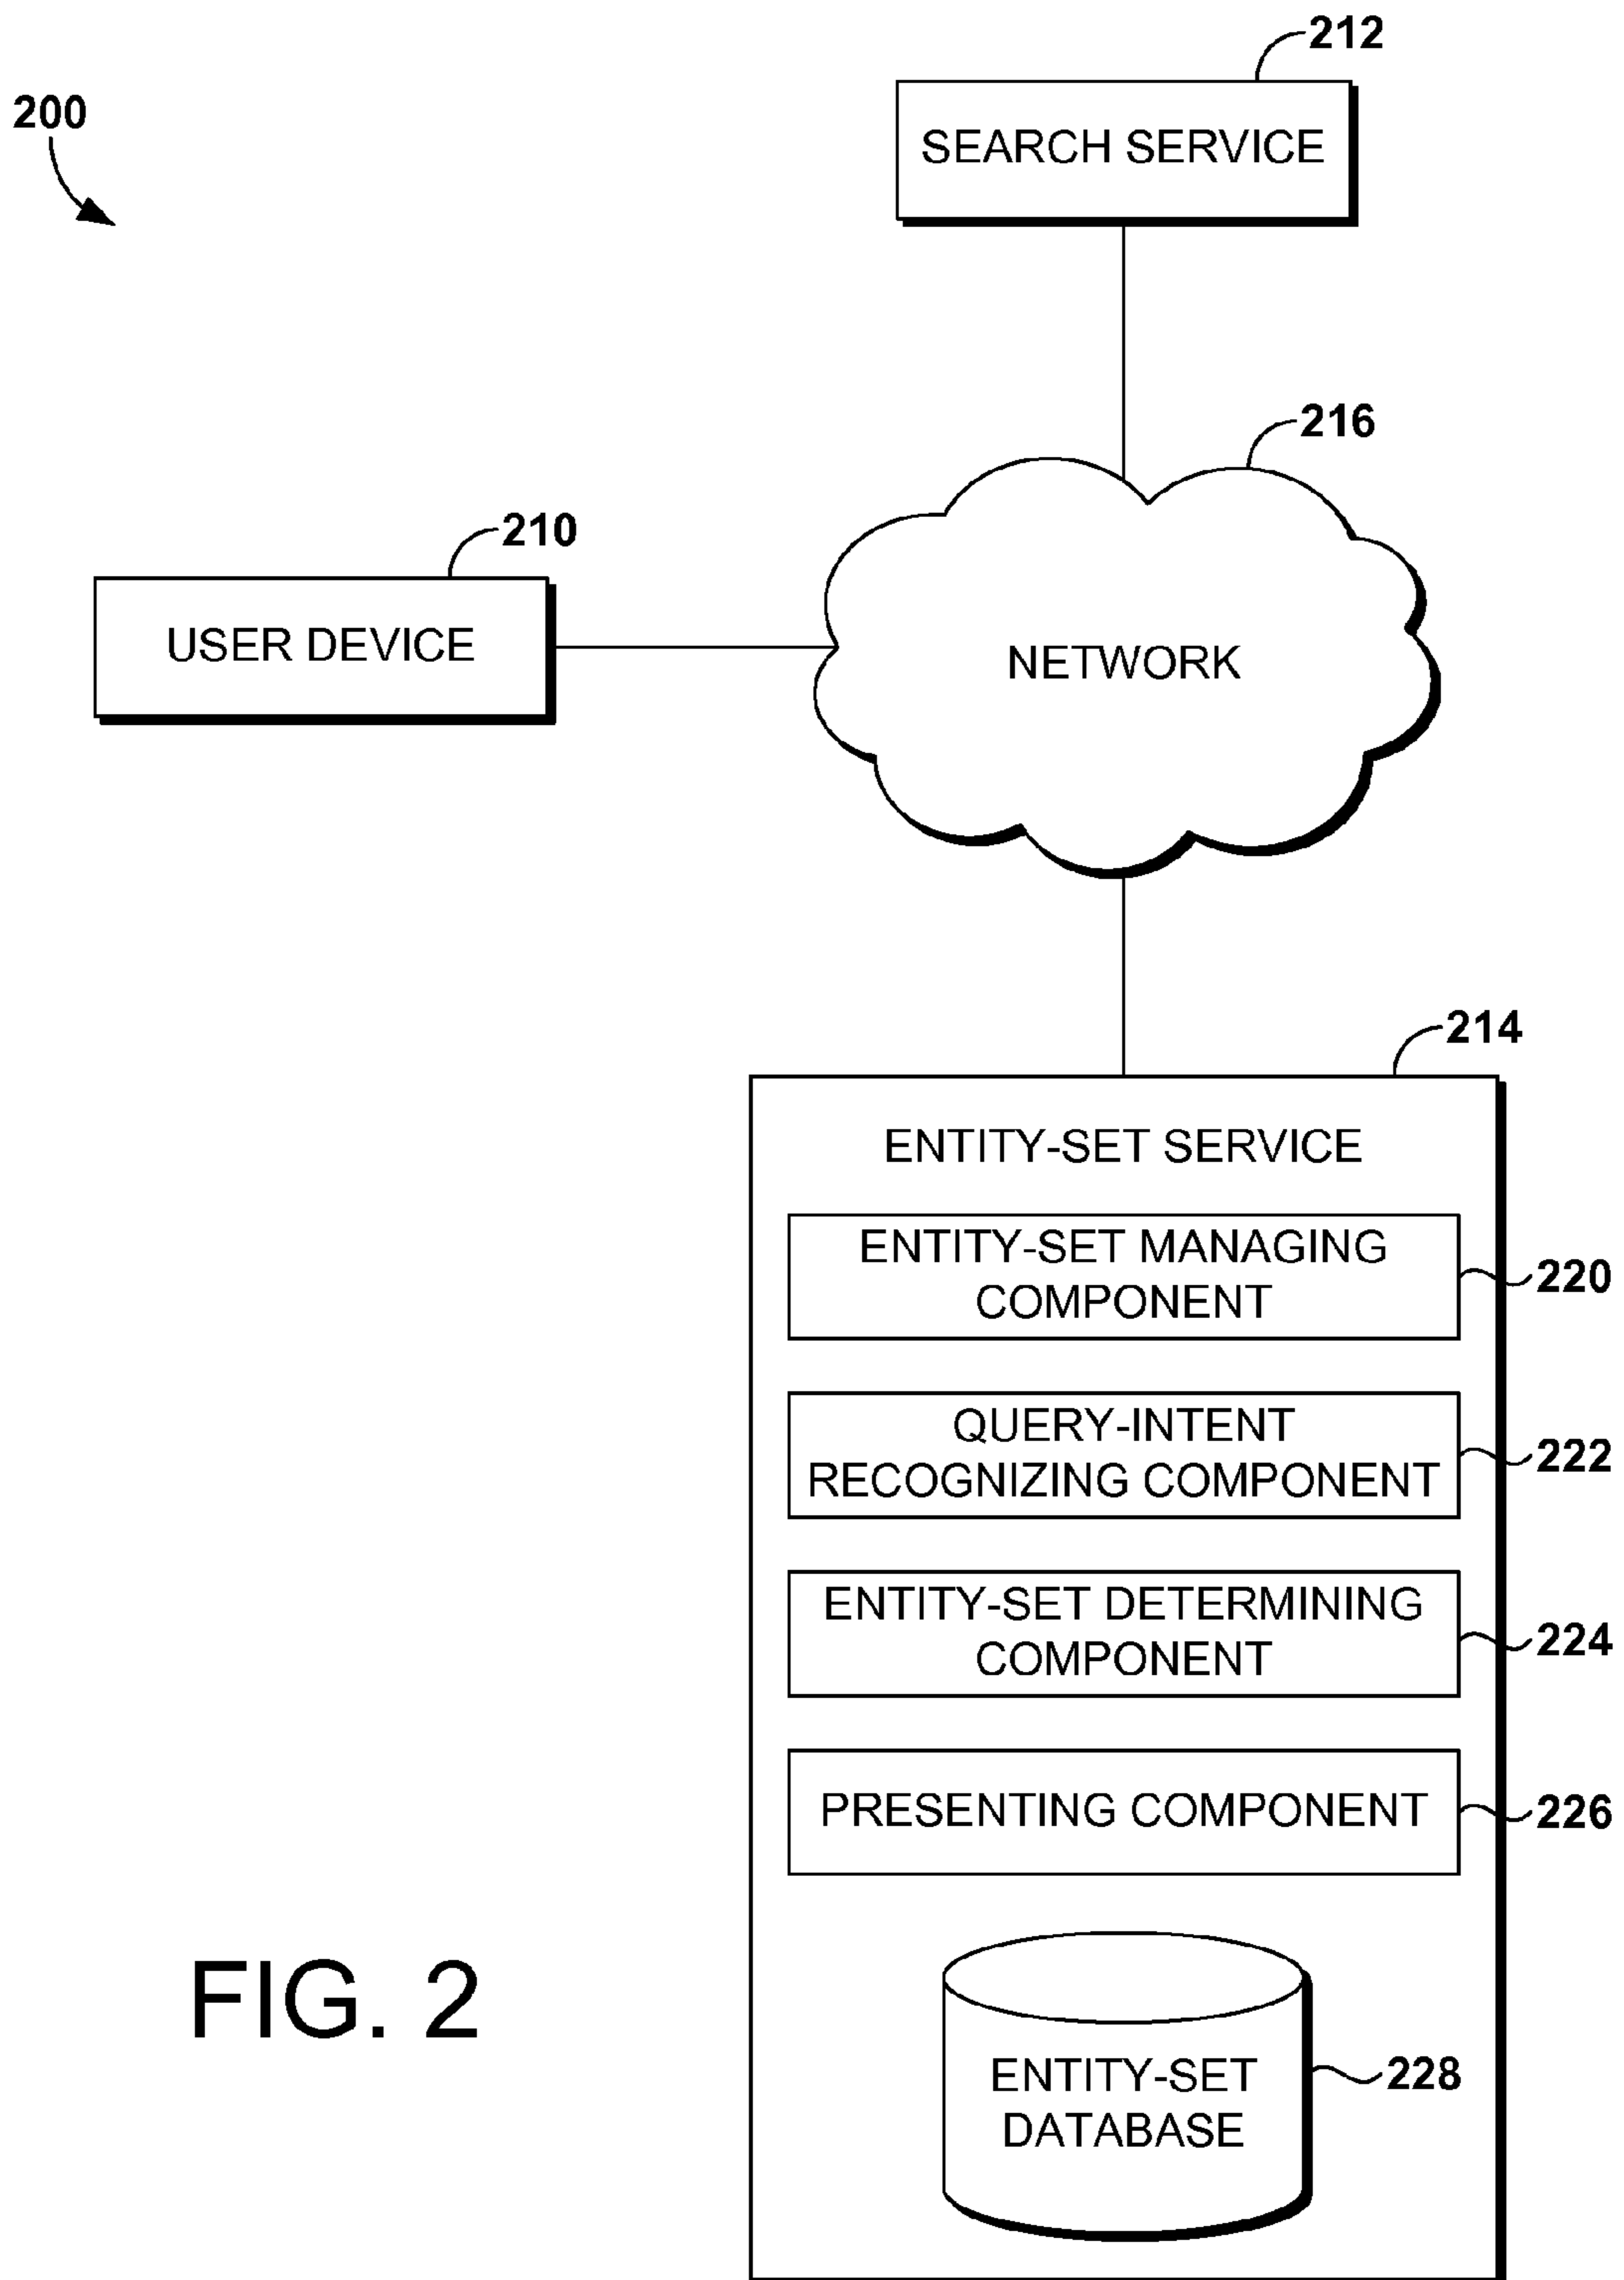 212
200
SEARCH SERVICE
216
210
USER DEVICE
NETWORK
214
ENTITY-SET SERVICE
ENTITY-SET MANAGING
COMPONENT
220
QUERY-INTENT
RECOGNIZING COMPONENT
222
ENTITY-SET DETERMINING
COMPONENT
224
PRESENTING COMPONENT
226
FIG. 2
ENTITY-SET
DATABASE
228